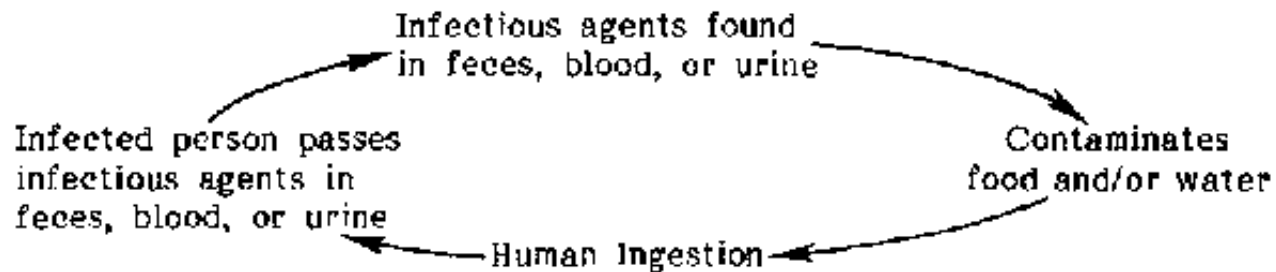 Infectious agents found
in feces, blood, or urine
Infected person passes
infectious agents in
feces, blood, or urine
Contaminates
food and/or water
Human Ingestion